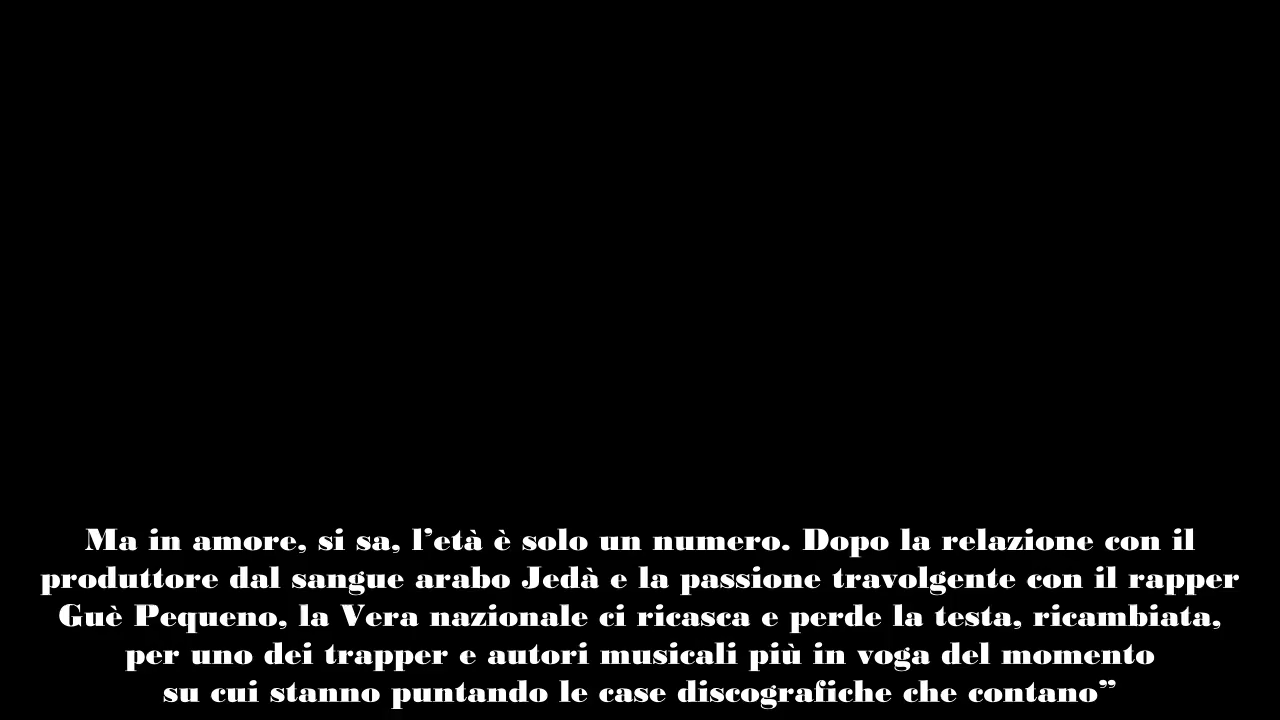 Ma in amore, si sa, l’età è solo un numero. Dopo la relazione con il
produttore dal sangue arabo Jedà e la passione travolgente con il rapper
Guè Pequeno, la Vera nazionale ci ricasca e perde la testa, ricambiata,
per uno dei trapper e autori musicali più in voga del momento
su cui stanno puntando le case discografiche che contano”